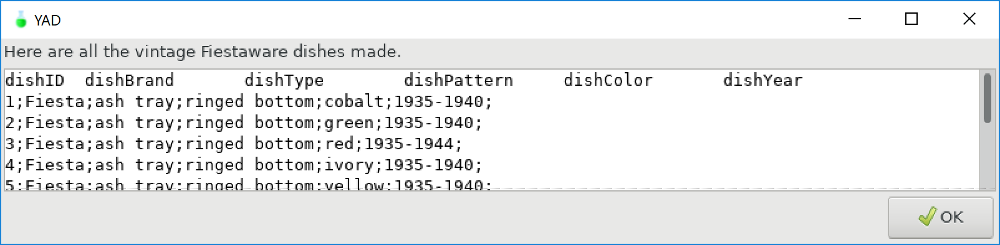 YAD
Here are all the vintage Fiestaware dishes made.
dishID  dishBrand       dishType        dishPattern     dishColor       dishYear
1;Fiesta;ash tray;ringed bottom;cobalt;1935-1940;
2;Fiesta;ash tray;ringed bottom;green;1935-1940;
3;Fiesta;ash tray;ringed bottom;red;1935-1944;
4;Fiesta;ash tray;ringed bottom;ivory;1935-1940;
5;Fiesta;ash tray;ringed bottom;yellow;1935-1940;
OK